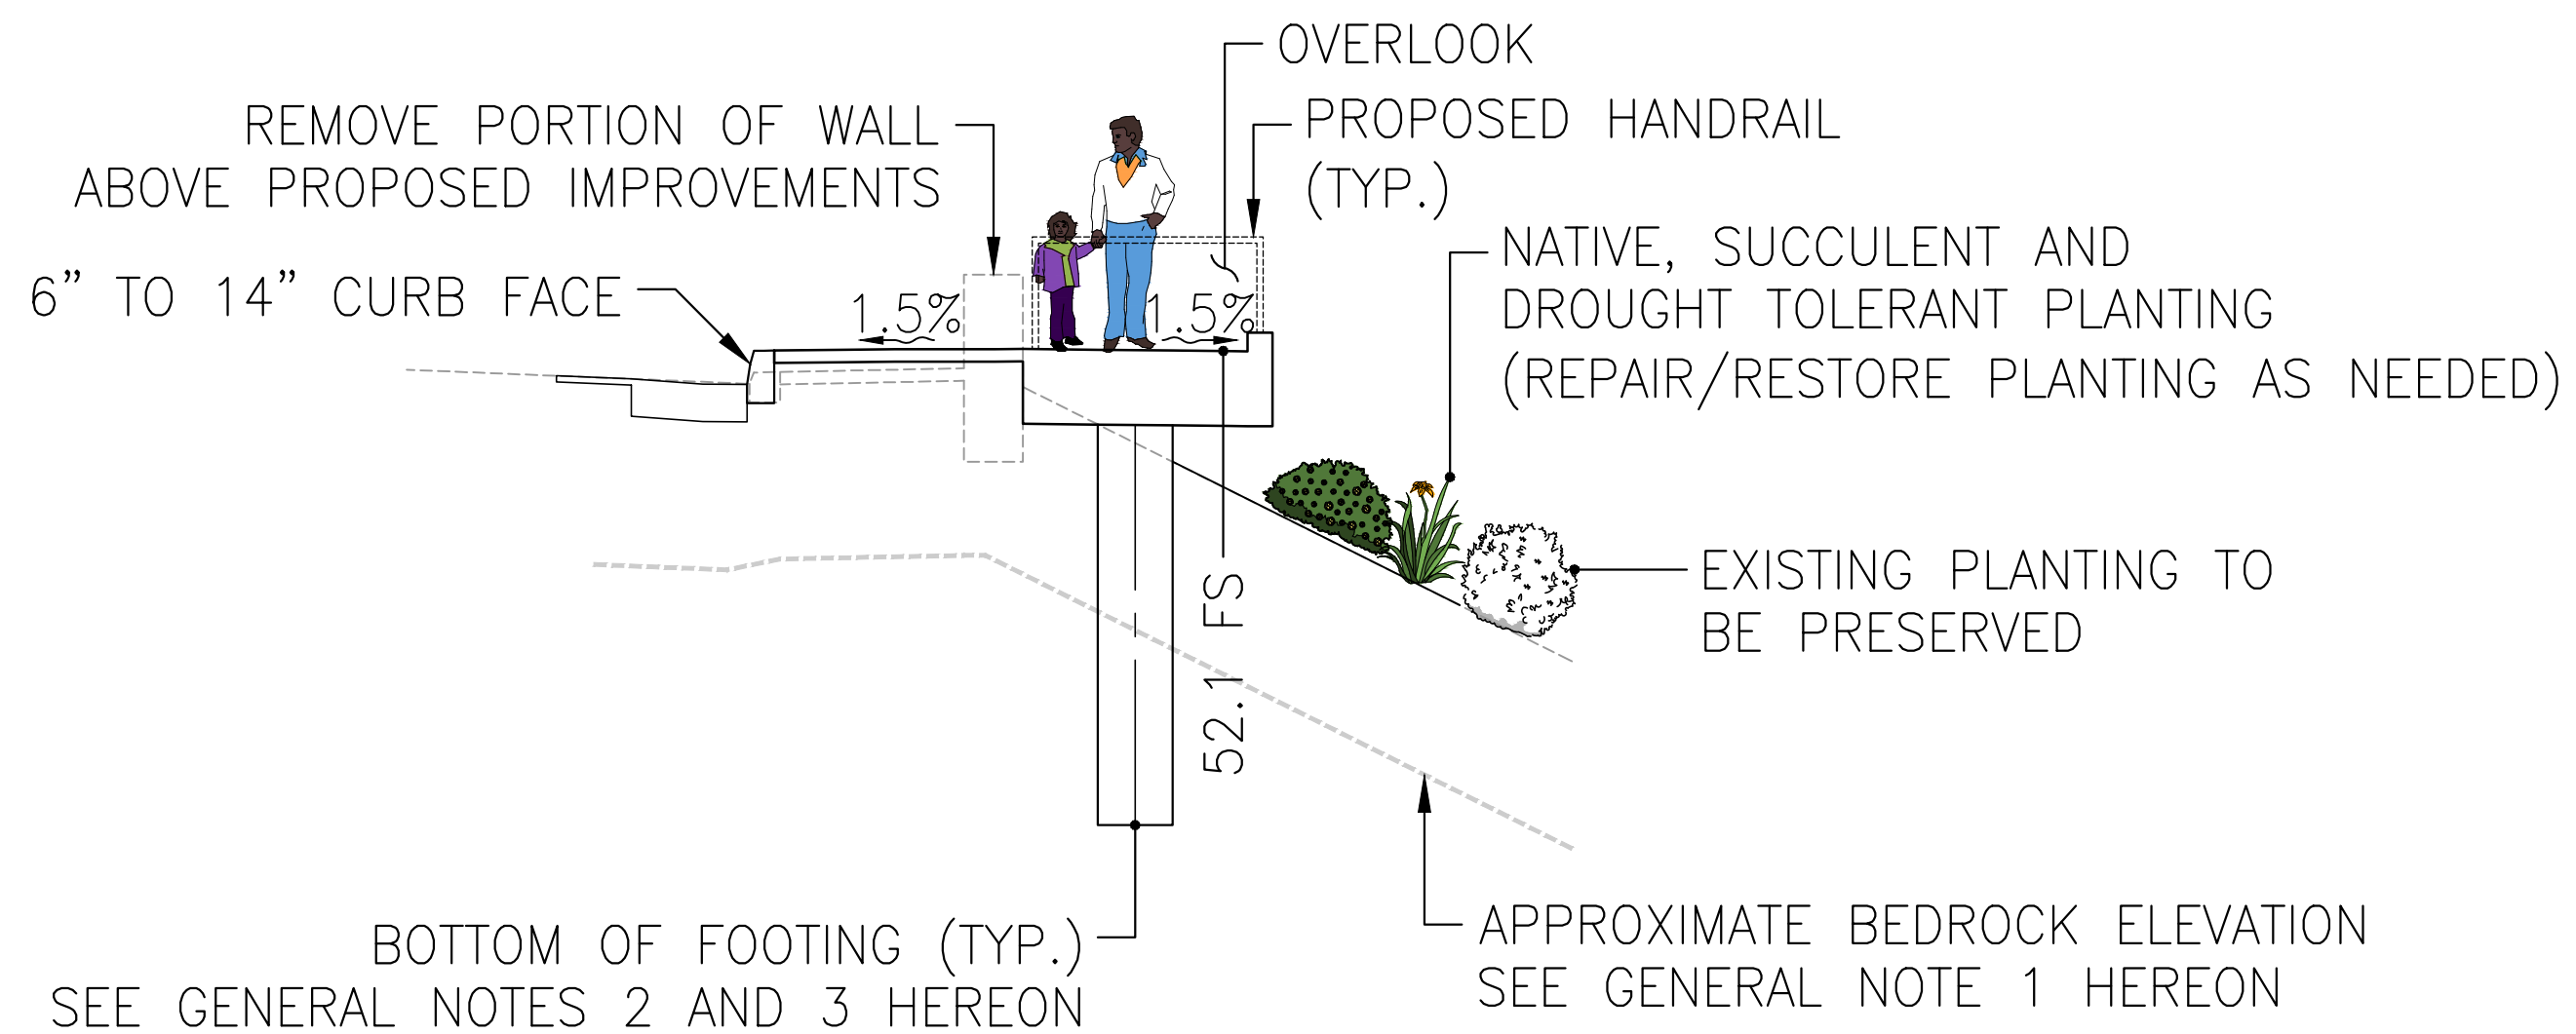 OVERLOOK
REMOVE PORTION OF WALL
ABOVE PROPOSED IMPROVEMENTS
PROPOSED HANDRAIL
(TYP.)
6" TO 14" CURB FACE
1.5%
1.5%
NATIVE, SUCCULENT AND
DROUGHT TOLERANT PLANTING
(REPAIR/RESTORE PLANTING AS NEEDED)
52.1 FS
EXISTING PLANTING TO
BE PRESERVED
BOTTOM OF FOOTING (TYP.)
SEE GENERAL NOTES 2 AND 3 HEREON
APPROXIMATE BEDROCK ELEVATION
SEE GENERAL NOTE 1 HEREON